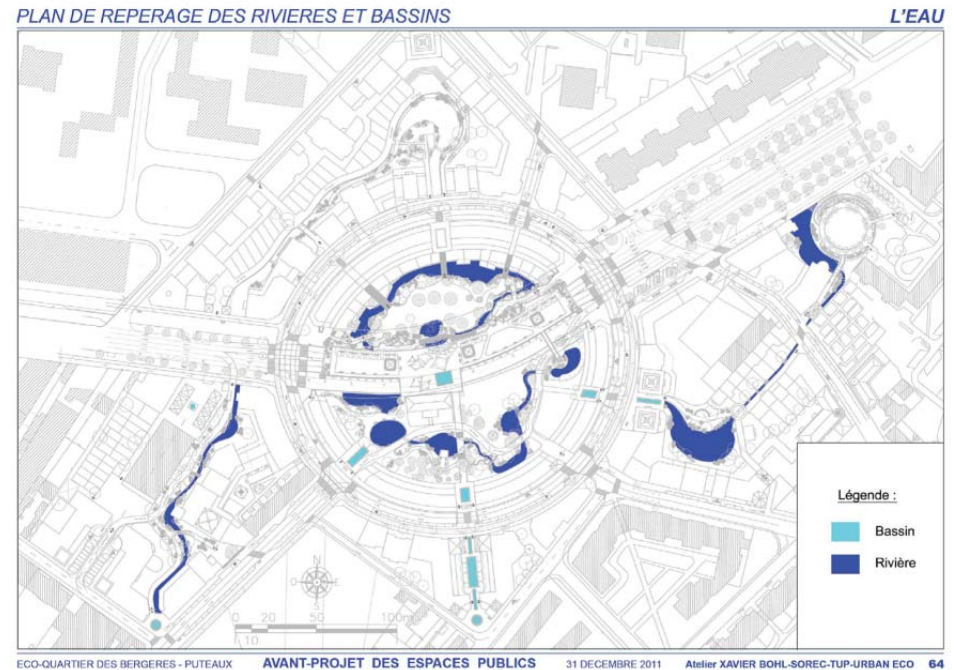 PLAN DE REPERAGE DES RIVIERES ET BASSINS
L'EAU
Légende :
Bassin
Rivière
N
O
E
S
0 20 50 100m
10
ECO-QUARTIER DES BERGERES - PUTEAUX AVANT-PROJET DES ESPACES PUBLICS 31 DECEMBRE 2011 Atelier XAVIER BOHL-SOREC-TUP-URBAN ECO 64